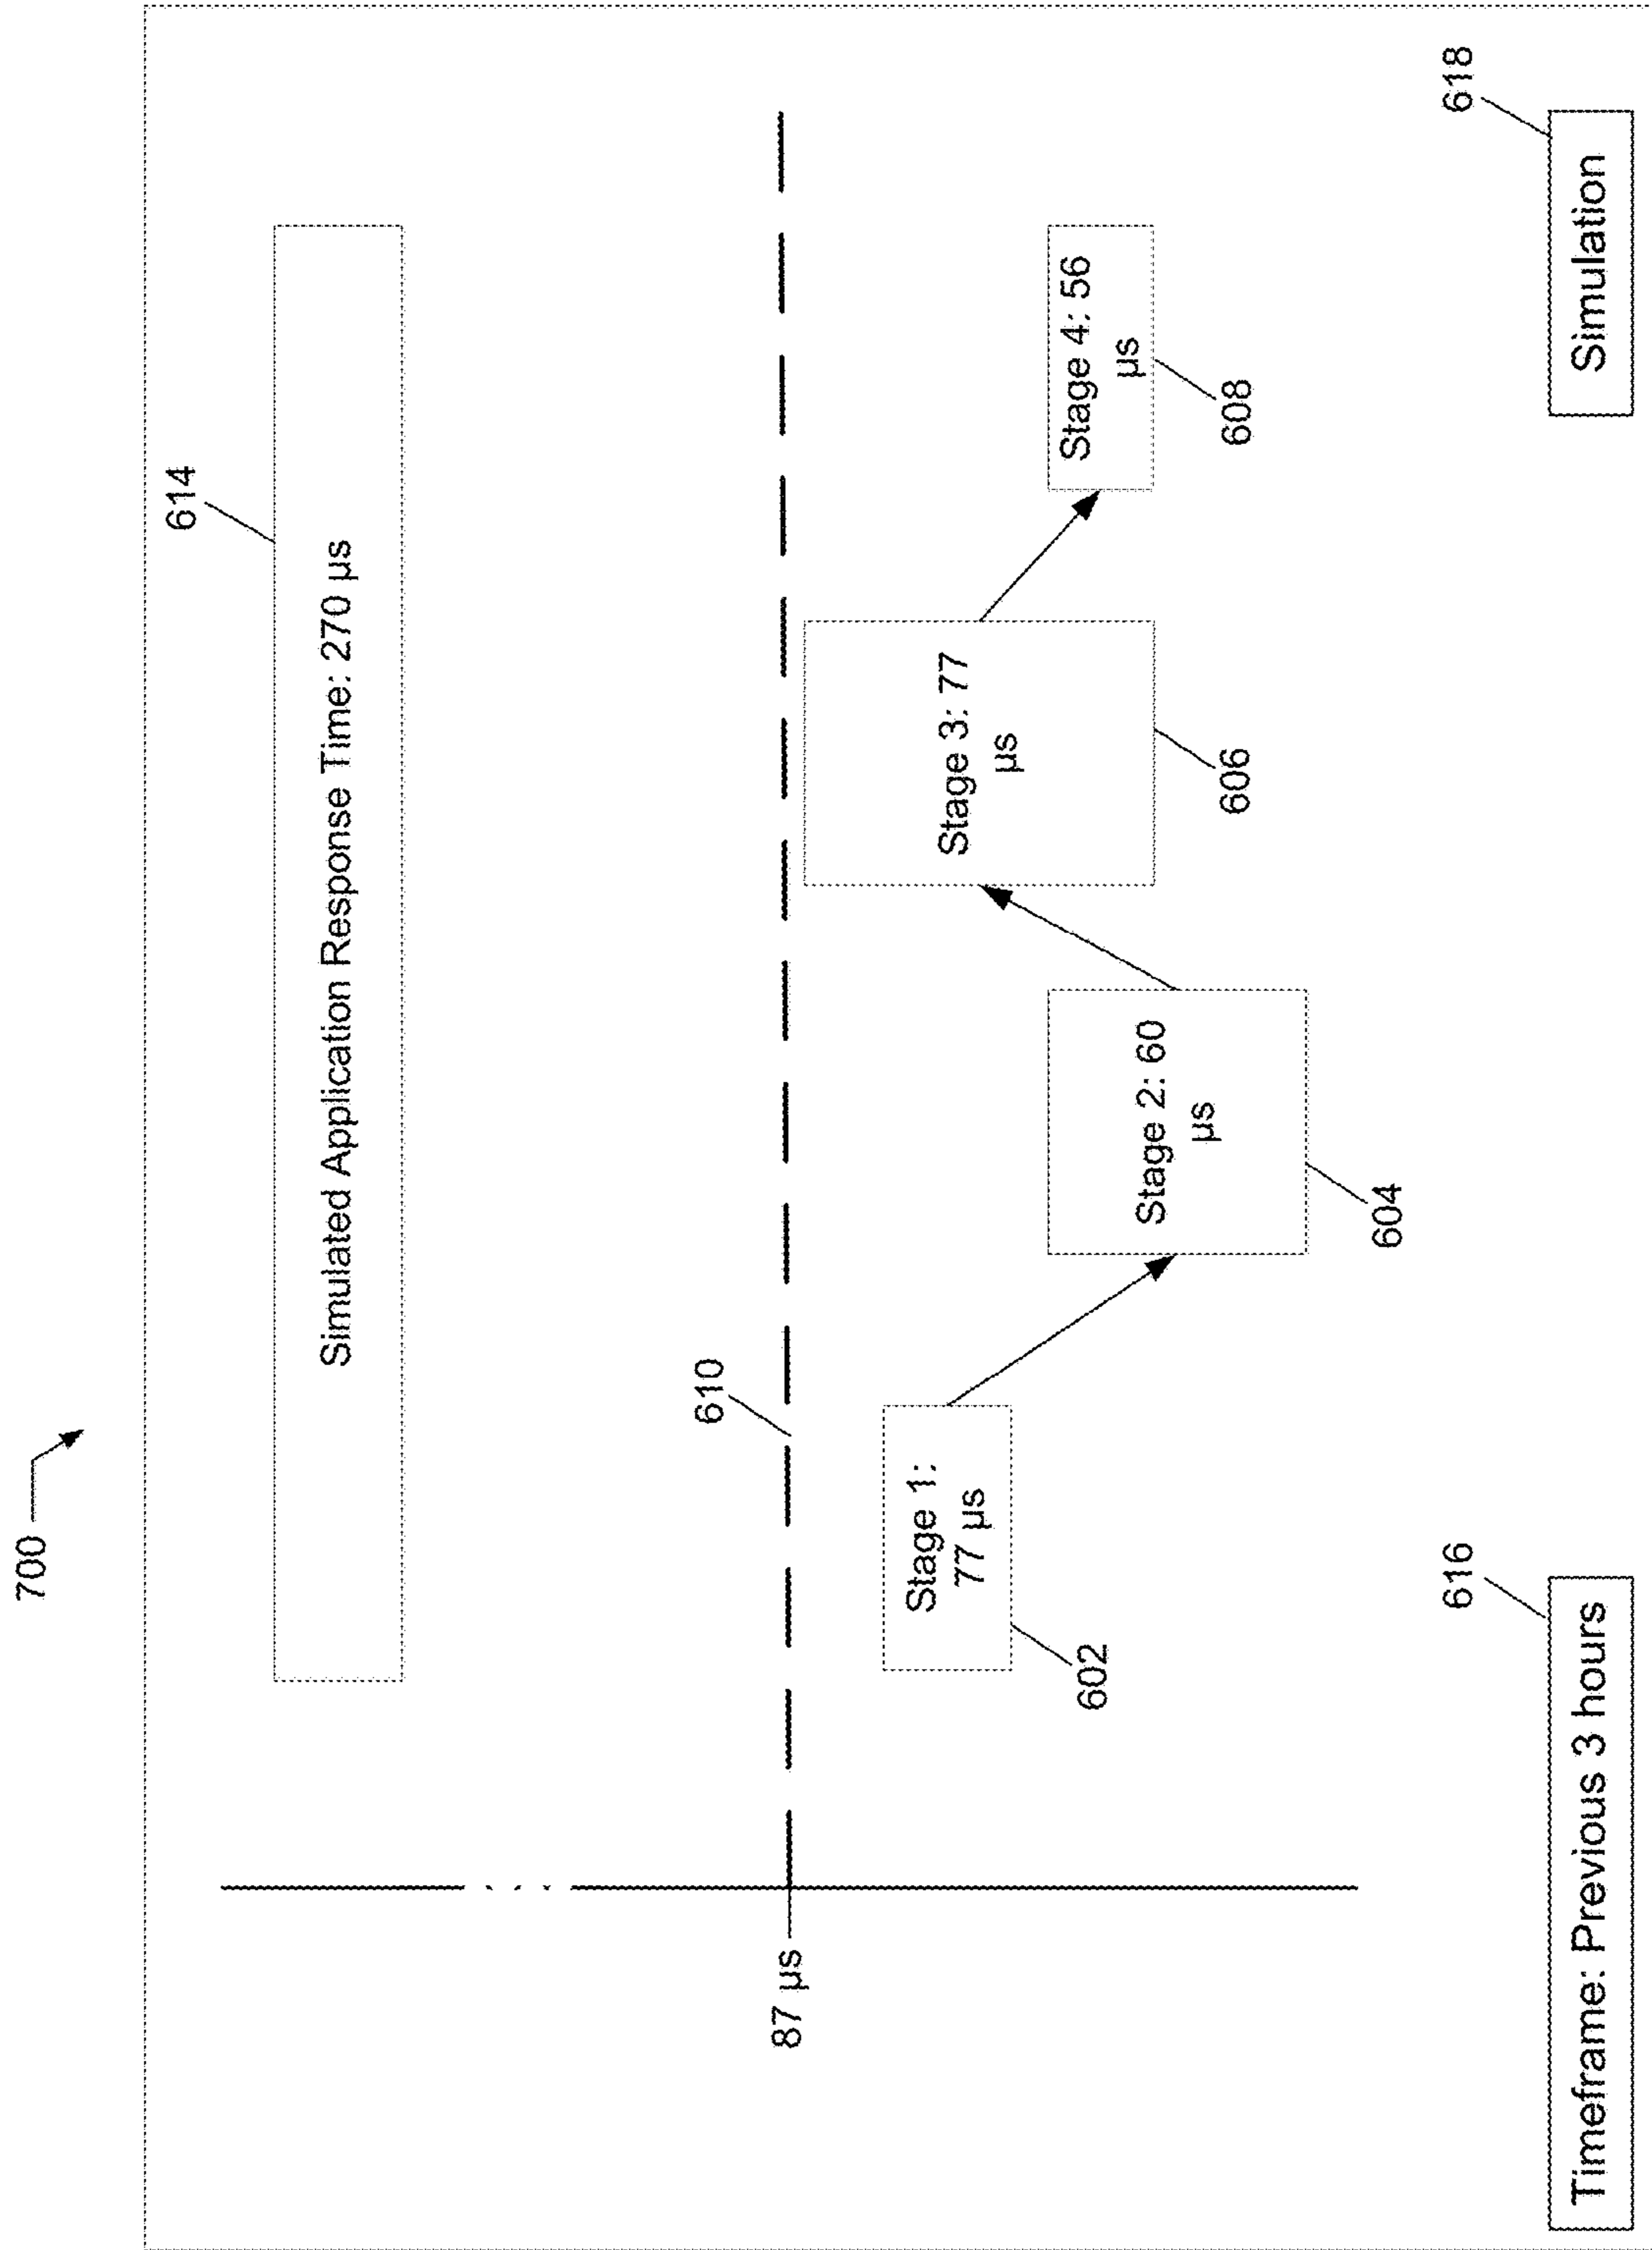 700
614
Simulated Application Response Time: 270 µs
610
87 µs
Stage 1:
77 µs
602
Stage 2: 60
µs
604
Stage 3: 77
µs
606
Stage 4: 56
µs
608
616
Timeframe: Previous 3 hours
618
Simulation